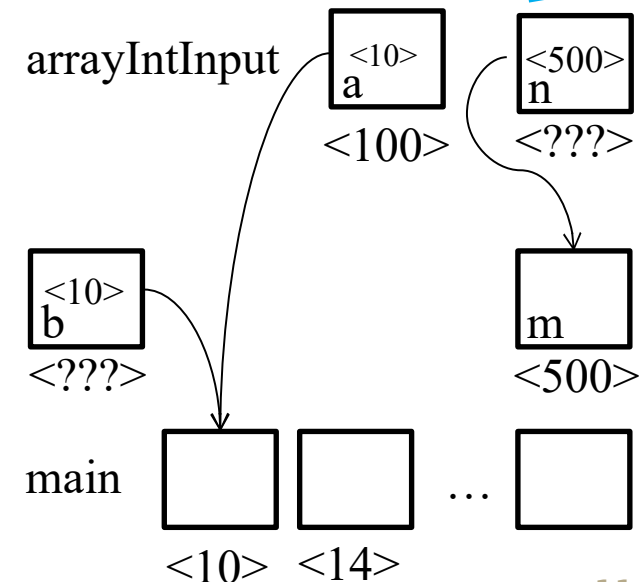 arrayIntInput
<10>
a
<100>
<500>
n
<???>
<10>
b
<???>
m
<500>
main
…
<10>
<14>